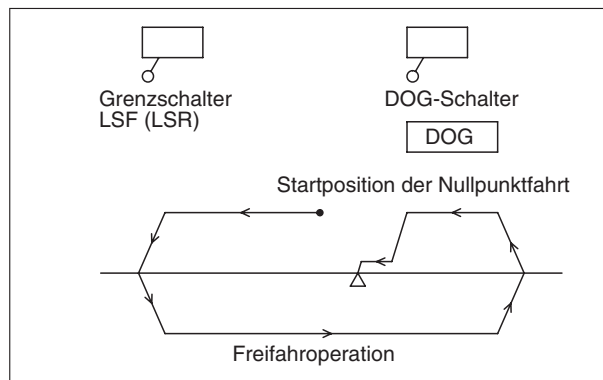 Grenzschalter
LSF (LSR)
DOG-Schalter
DOG
Startposition der Nullpunktfahrt
Freifahroperation